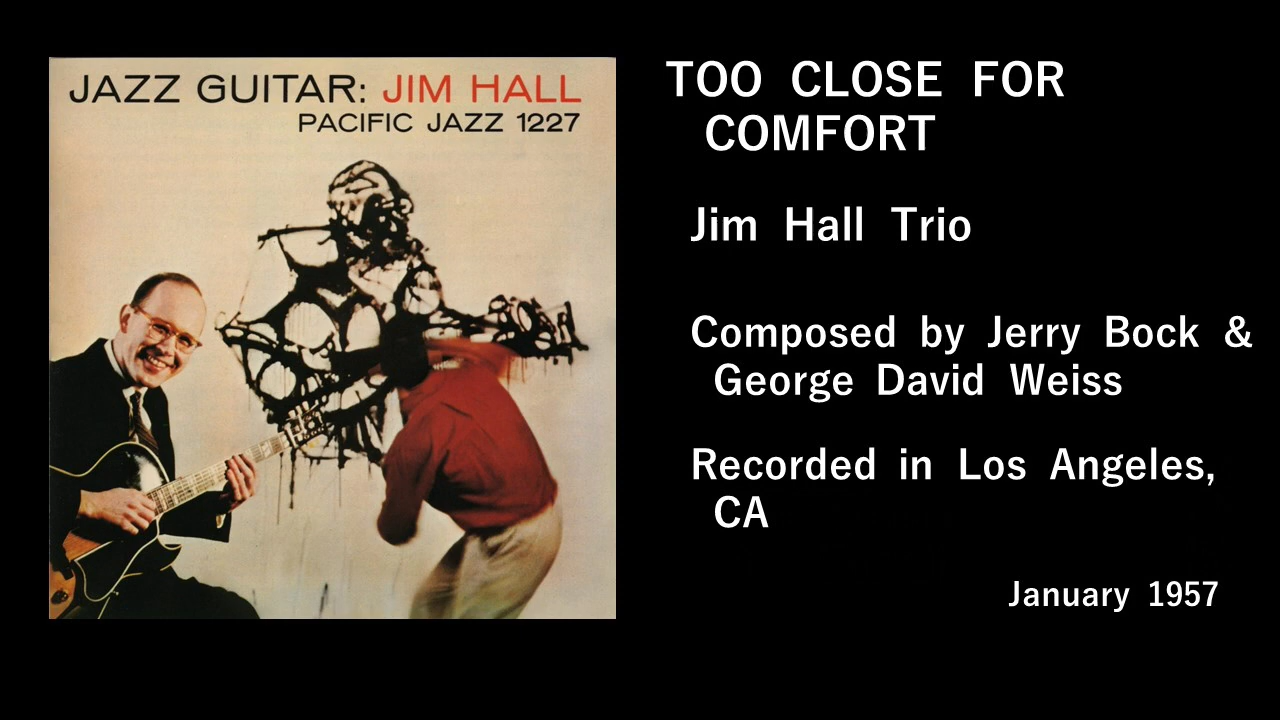 JAZZ GUITAR: JIM HALL
PACIFIC JAZZ 1227
TOO CLOSE FOR
COMFORT
Jim Hall Trio
Composed by Jerry Bock &
George David Weiss
Recorded in Los Angeles,
CA
January 1957